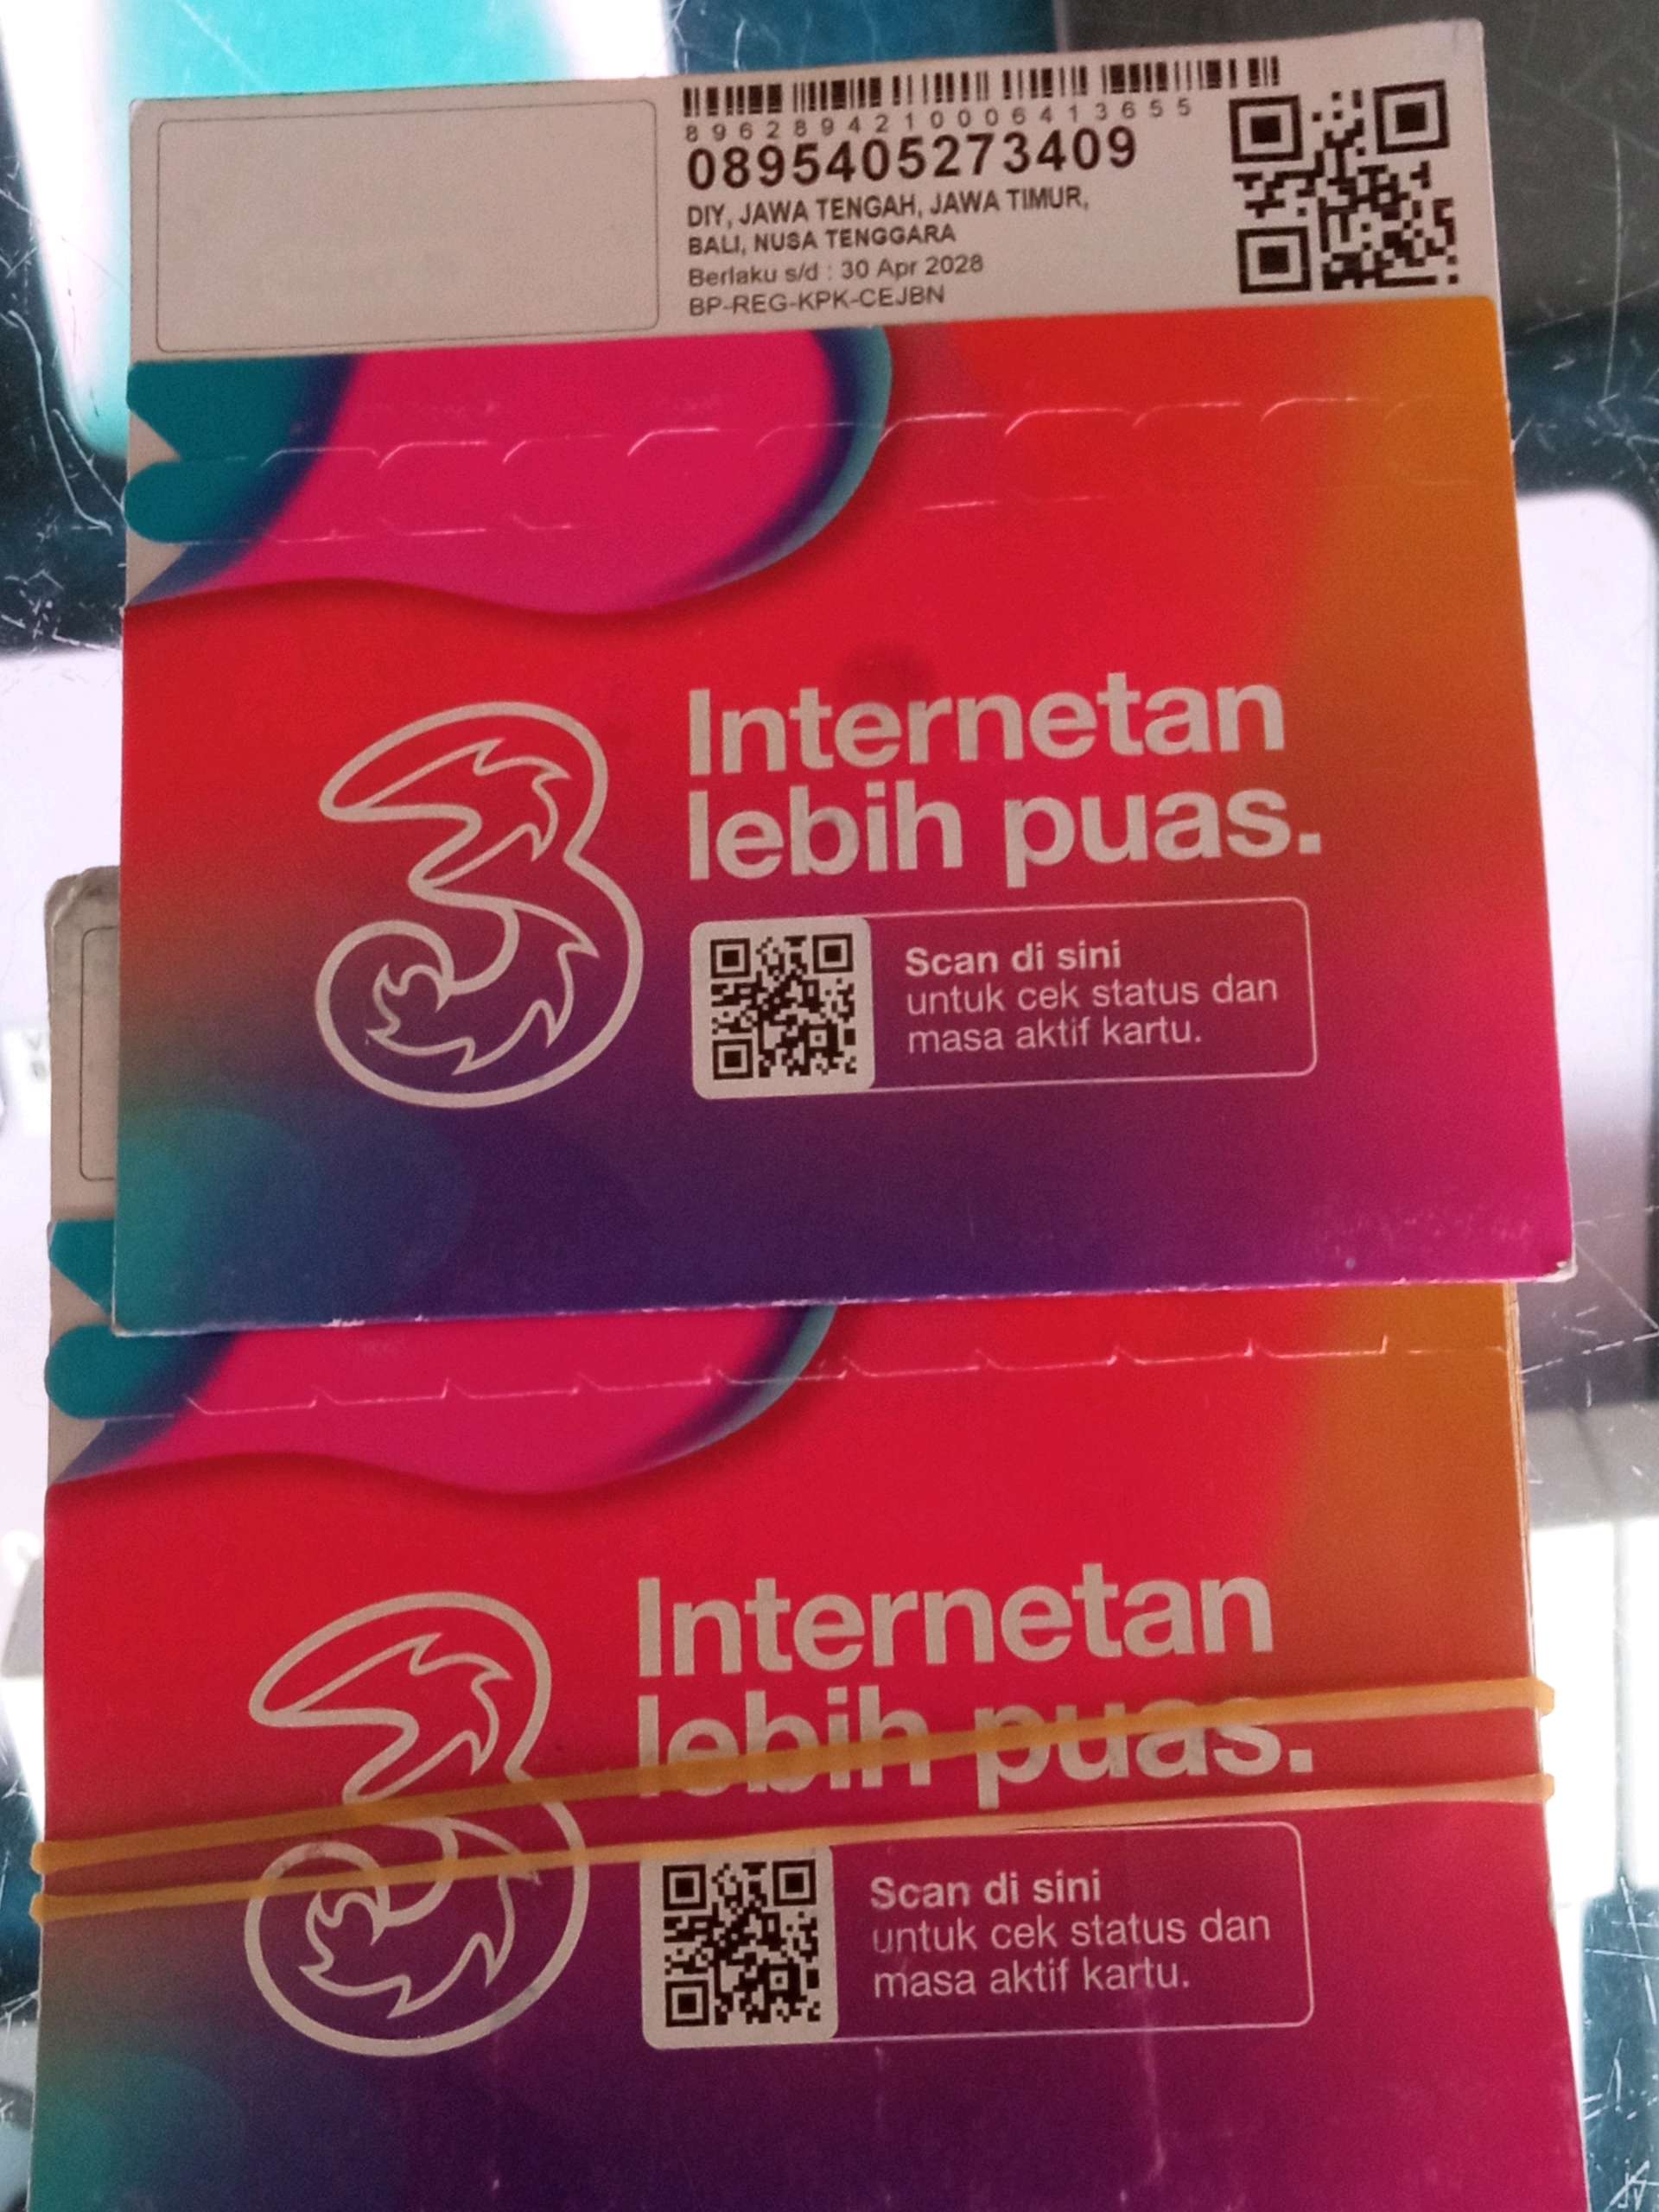 8962894210006413655
0895405273409
DIY, JAWA TENGAH, JAWA TIMUR,
BALI, NUSA TENGGARA
Berlaku s/d : 30 Apr 2028
BP-REG-KPK-CEJBN
3
Internetan
lebih puas.
Scan di sini
untuk cek status dan
masa aktif kartu.
3
Internetan
lebih puas.
Scan di sini
untuk cek status dan
masa aktif kartu.